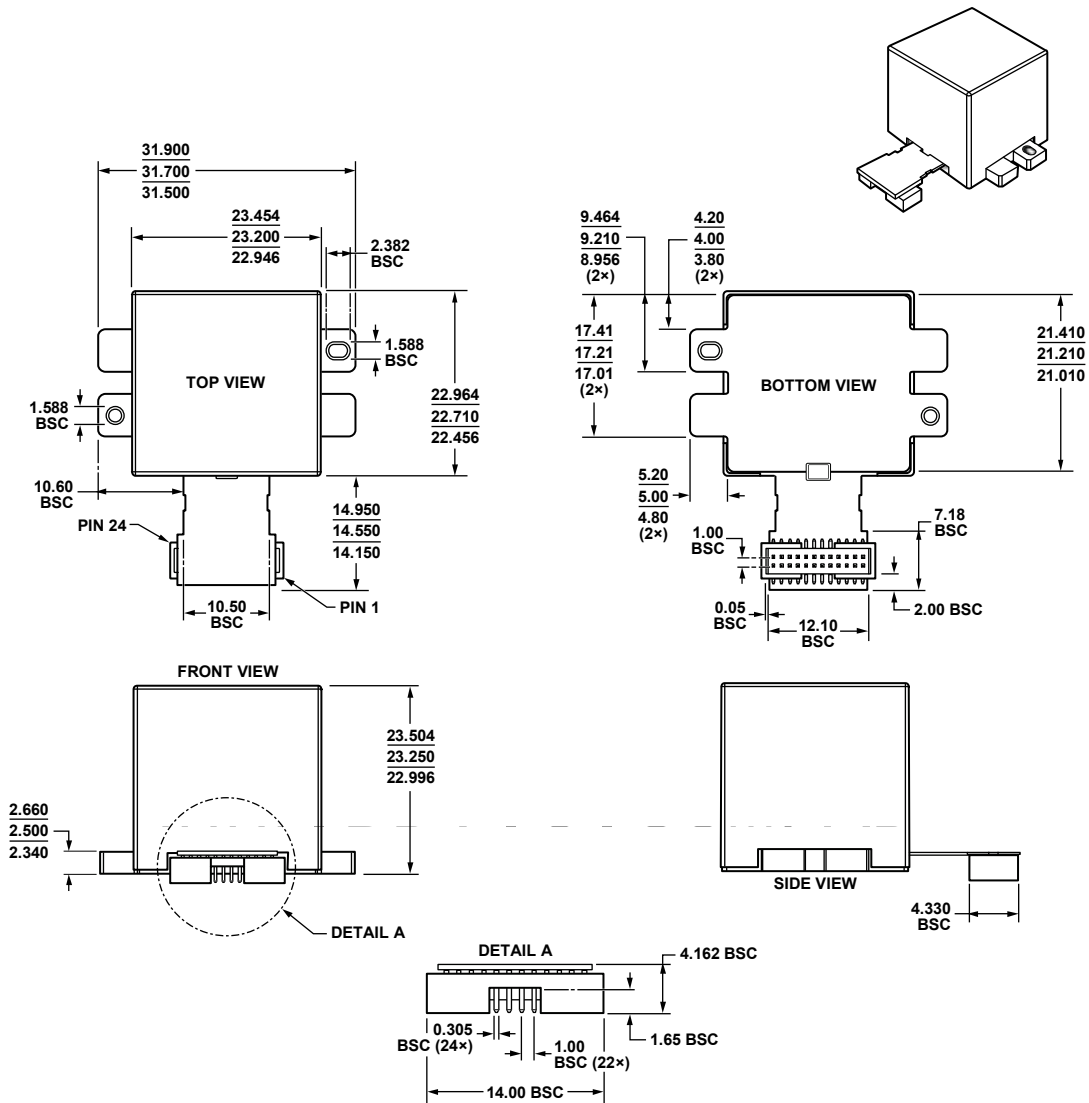 31.900
31.700
31.500
23.454
23.200
22.946
2.382
BSC
1.588
BSC
TOP VIEW
1.588
BSC
22.964
22.710
22.456
10.60
BSC
PIN 24
14.950
14.550
14.150
10.50
BSC
PIN 1
9.464
9.210
8.956
(2×)
4.20
4.00
3.80
(2×)
17.41
17.21
17.01
(2×)
BOTTOM VIEW
21.410
21.210
21.010
5.20
5.00
4.80
(2×)
1.00
BSC
7.18
BSC
0.05
BSC
12.10
BSC
2.00 BSC
FRONT VIEW
23.504
23.250
22.996
2.660
2.500
2.340
DETAIL A
SIDE VIEW
4.330
BSC
DETAIL A
4.162 BSC
0.305
BSC (24×)
1.00
BSC (22×)
1.65 BSC
14.00 BSC